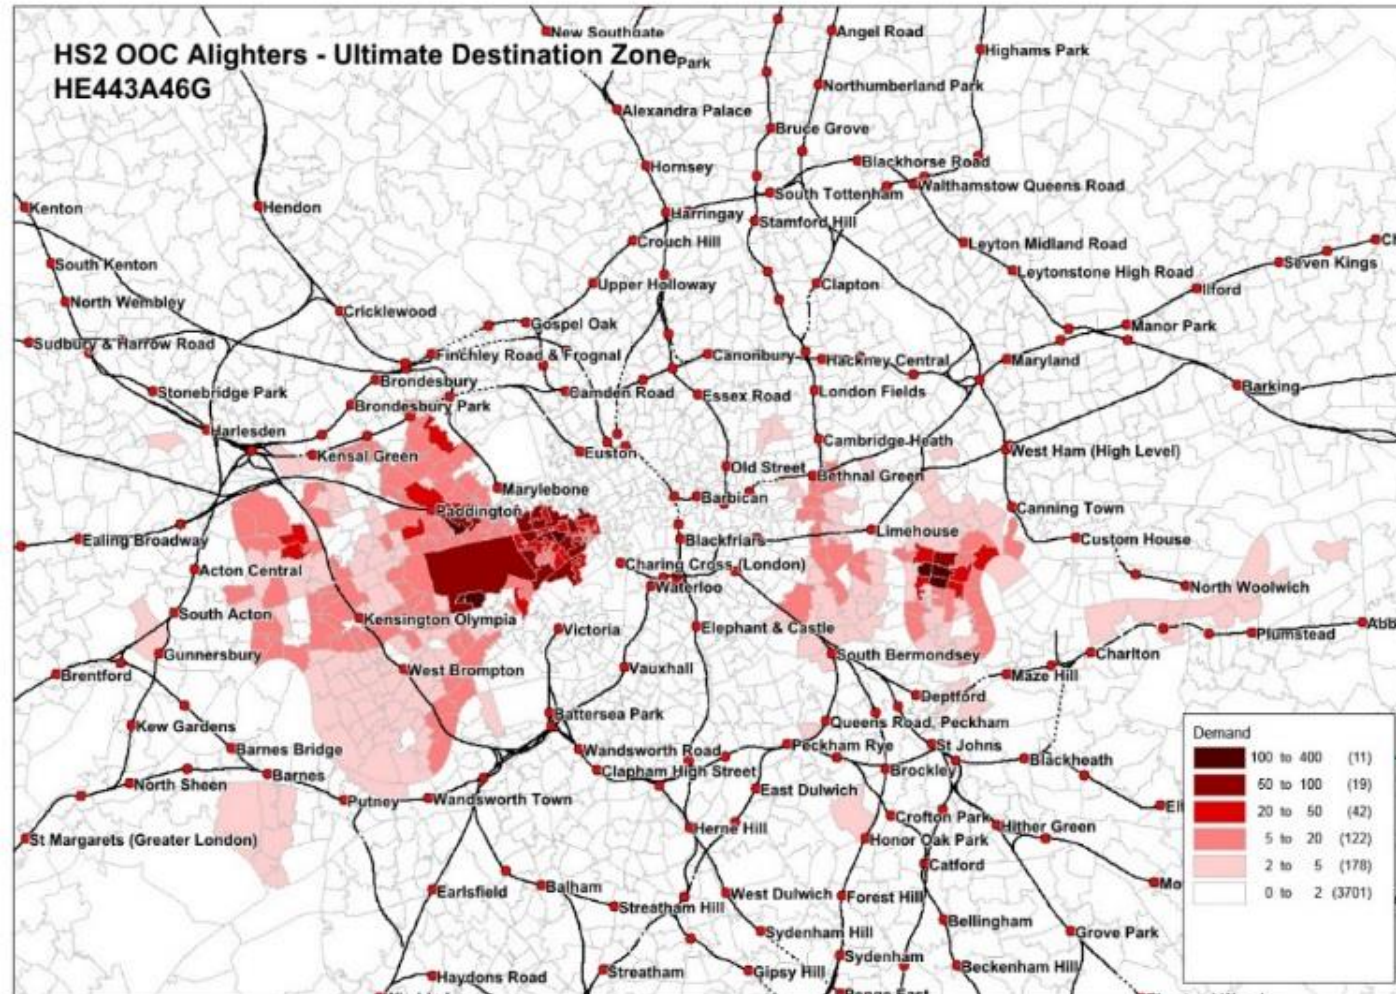 HS2 OOC Alighters - Ultimate Destination Zone
HE443A46G
New Southgate
Park
Angel Road
Highams Park
Northumberland Park
Alexandra Palace
Bruce Grove
Hornsey
Blackhorse Road
South Tottenham
Walthamstow Queens Road
Kenton
Hendon
Harringay
Stamford Hill
Crouch Hill
Leyton Midland Road
South Kenton
Leytonstone High Road
Seven Kings
Upper Holloway
Clapton
Ilford
North Wembley
Cricklewood
Gospel Oak
Manor Park
Sudbury & Harrow Road
Finchley Road & Frognal
Canonbury
Hackney Central
Maryland
Brondesbury
Barking
Stonebridge Park
Camden Road
Essex Road
London Fields
Brondesbury Park
Harlesden
Cambridge Heath
Kensal Green
Euston
West Ham (High Level)
Old Street
Bethnal Green
Marylebone
Barbican
Paddington
Canning Town
Ealing Broadway
Blackfriars
Limehouse
Custom House
Acton Central
Charing Cross (London)
Waterloo
North Woolwich
South Acton
Kensington Olympia
Victoria
Elephant & Castle
Plumstead
Abb
Gunnersbury
South Bermondsey
Charlton
Brentford
West Brompton
Vauxhall
Maze Hill
Deptford
Kew Gardens
Battersea Park
Queens Road, Peckham
Barnes Bridge
Wandsworth Road
Peckham Rye
St Johns
Blackheath
North Sheen
Barnes
Clapham High Street
Brockley
Putney
Wandsworth Town
East Dulwich
St Margarets (Greater London)
Herne Hill
Crofton Park
Hither Green
El
Honor Oak Park
Catford
Earlsfield
Balham
West Dulwich
Forest Hill
Mo
Streatham Hill
Bellingham
Sydenham Hill
Grove Park
Haydons Road
Streatham
Gipsy Hill
Sydenham
Beckenham Hill
Demand
100 to 400 (11)
50 to 100 (19)
20 to 50 (42)
5 to 20 (122)
2 to 5 (178)
0 to 2 (3701)